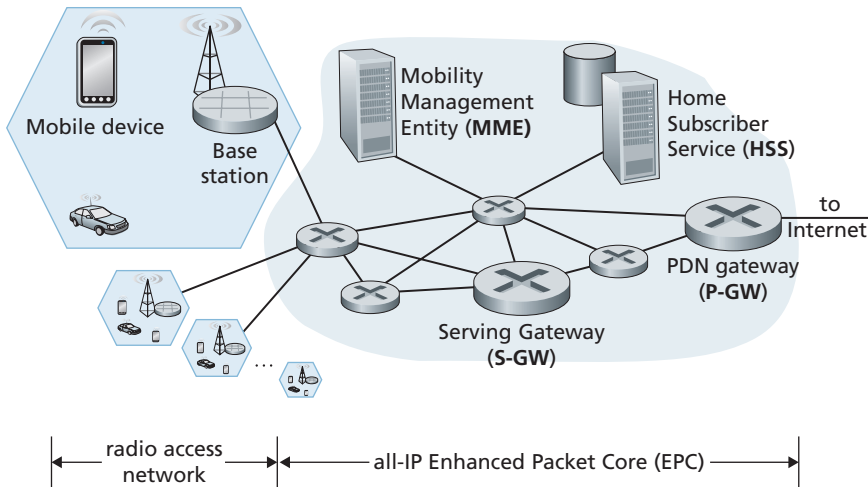 Mobile device
Base
station
Mobility
Management
Entity (MME)
Home
Subscriber
Service (HSS)
to
Internet
PDN gateway
(P-GW)
Serving Gateway
(S-GW)
...
radio access
network
all-IP Enhanced Packet Core (EPC)